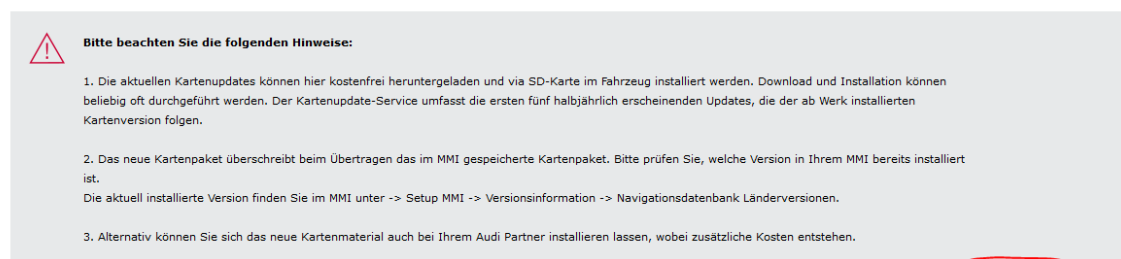 Bitte beachten Sie die folgenden Hinweise:
1. Die aktuellen Kartenupdates können hier kostenfrei heruntergeladen und via SD-Karte im Fahrzeug installiert werden. Download und Installation können
beliebig oft durchgeführt werden. Der Kartenupdate-Service umfasst die ersten fünf halbjährlich erscheinenden Updates, die der ab Werk installierten
Kartenversion folgen.
2. Das neue Kartenpaket überschreibt beim Übertragen das im MMI gespeicherte Kartenpaket. Bitte prüfen Sie, welche Version in Ihrem MMI bereits installiert
ist.
Die aktuell installierte Version finden Sie im MMI unter -> Setup MMI -> Versionsinformation -> Navigationsdatenbank Länderversionen.
3. Alternativ können Sie sich das neue Kartenmaterial auch bei Ihrem Audi Partner installieren lassen, wobei zusätzliche Kosten entstehen.